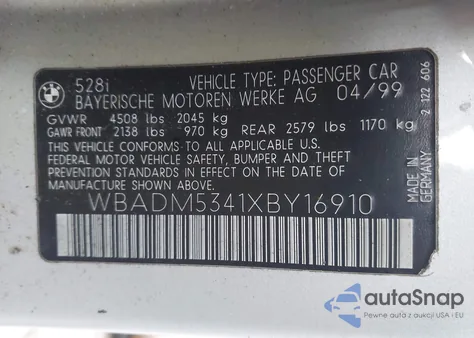 BMW
528i VEHICLE TYPE: PASSENGER CAR
BAYERISCHE MOTOREN WERKE AG 04/99
GVWR 4508 lbs 2045 kg
GAWR FRONT 2138 lbs 970 kg REAR 2579 lbs 1170 kg
THIS VEHICLE CONFORMS TO ALL APPLICABLE U.S.
FEDERAL MOTOR VEHICLE SAFETY, BUMPER AND THEFT
PREVENTION STANDARDS IN EFFECT ON THE DATE OF
MANUFACTURE SHOWN ABOVE.
WBADM5341XBY16910
MADE IN
GERMANY
2 122 606
autoSnap
Pewne auta z aukcji USA i EU